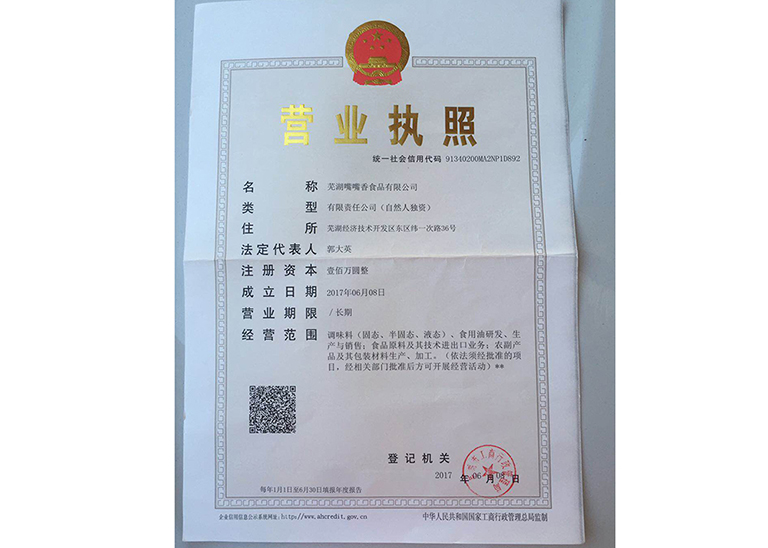 营业执照
统一社会信用代码 91340200MA2NP1D892
名称 芜湖嘴嘴香食品有限公司
类型 有限责任公司（自然人独资）
住所 芜湖经济技术开发区东区纬一次路36号
法定代表人 郭大英
注册资本 壹佰万圆整
成立日期 2017年06月08日
营业期限 /长期
经营范围 调味料（固态、半固态、液态）、食用油研发、生
产与销售；食品原料及其技术进出口业务；农副产
品及其包装材料生产、加工。（依法须经批准的项
目，经相关部门批准后方可开展经营活动）**
登记机关
2017 年 06 月 08 日
每年1月1日至6月30日填报年度报告
企业信用信息公示系统网址：http://www.ahcredit.gov.cn
中华人民共和国国家工商行政管理总局监制